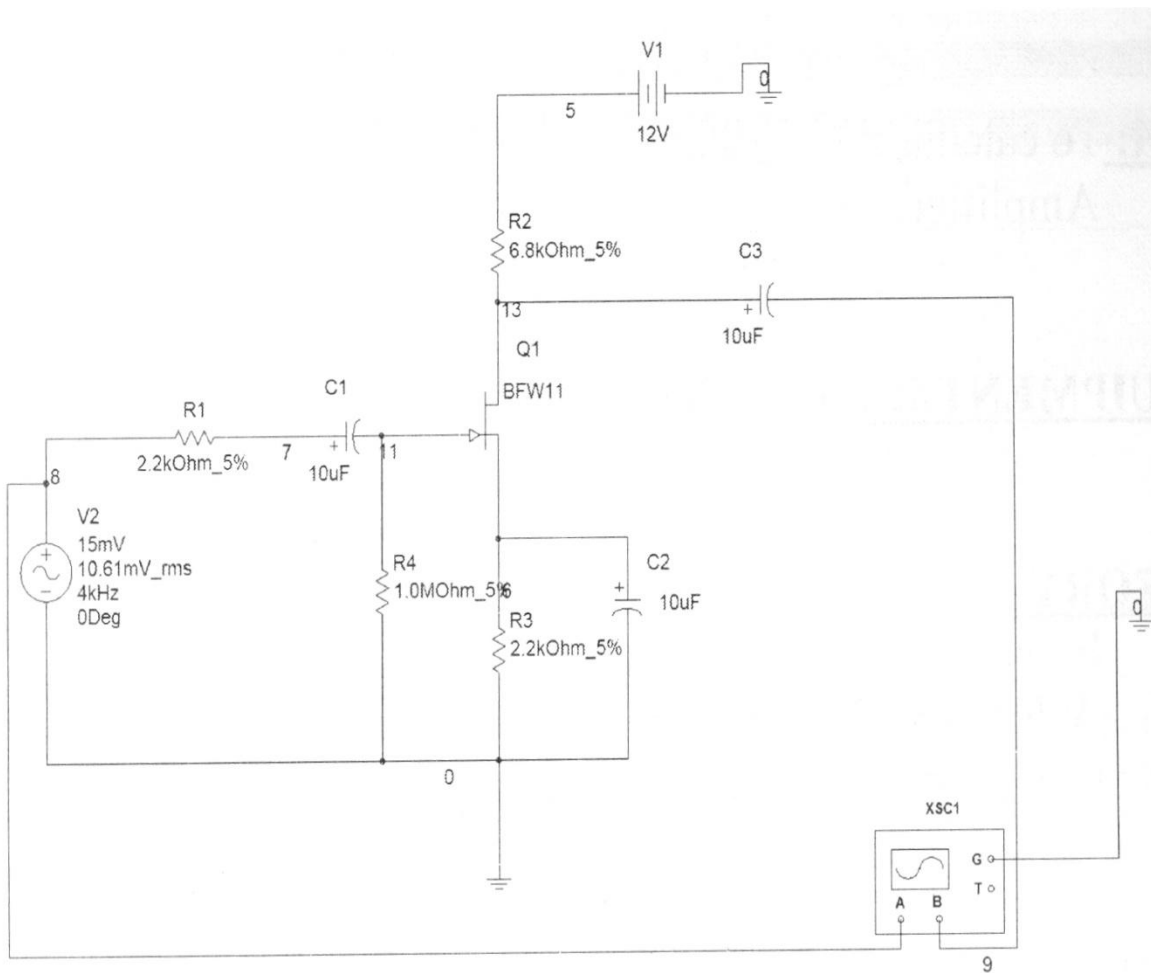 V1
0
5
12V
R2
6.8kOhm_5%
C3
13
10uF
Q1
BFW11
C1
R1
7
11
2.2kOhm_5%
10uF
8
V2
15mV
10.61mV_rms
4kHz
0Deg
R4
1.0MOhm_5%
6
C2
10uF
R3
2.2kOhm_5%
0
0
XSC1
G
T
A B
9
Amplifi